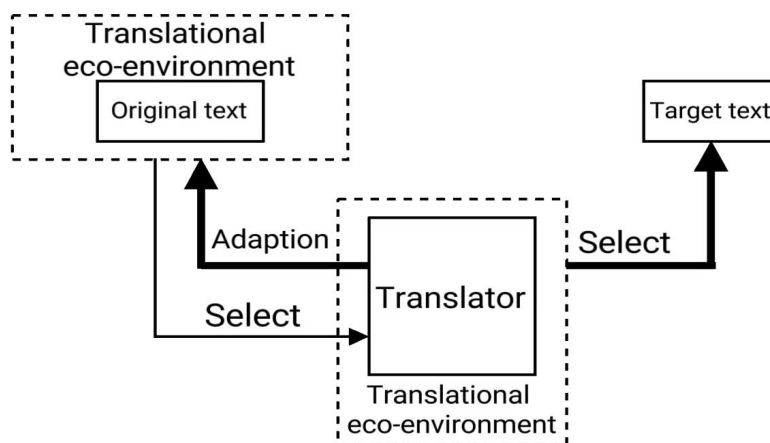 Translational
eco-environment
Original text
Target text
Adaption
Select
Select
Translator
Translational
eco-environment